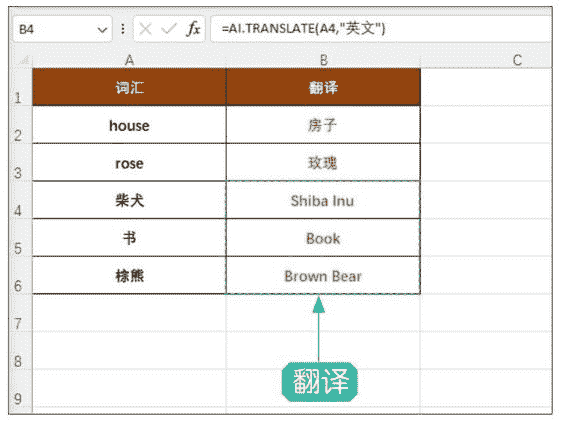 B4 fx =AI.TRANSLATE(A4,"英文")
A B C
1 词汇 翻译
2 house 房子
3 rose 玫瑰
4 柴犬 Shiba Inu
5 书 Book
6 棕熊 Brown Bear
7
8 翻译
9